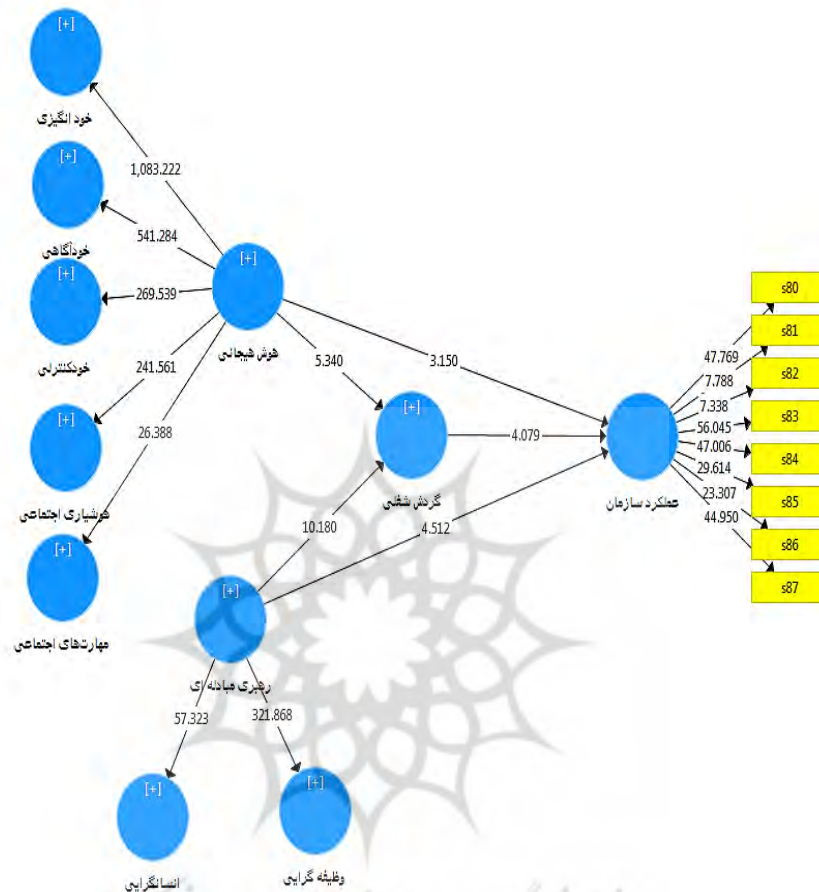 [+]
خود انگیزی
[+]
خودآگاهی
[+]
خودکنترلی
[+]
هوشیاری اجتماعی
[+]
مهارت‌های اجتماعی
1,083.222
541.284
269.539
241.561
26.388
[+]
هوش هیجانی
5.340
3.150
[+]
گردش شغلی
4.079
10.180
4.512
[+]
رهبری مبادله ای
57.323
321.868
[+]
انسانگرایی
[+]
وظیفه گرایی
عملکرد سازمان
47.769
7.788
7.338
56.045
47.006
29.614
23.307
44.950
s80
s81
s82
s83
s84
s85
s86
s87